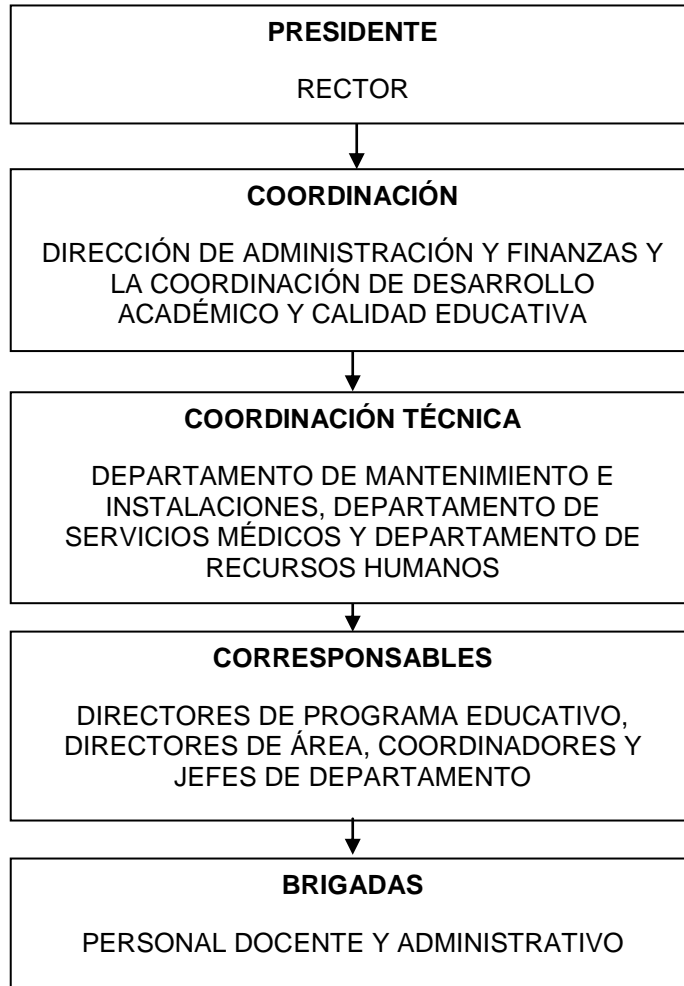 PRESIDENTE
RECTOR
COORDINACIÓN
DIRECCIÓN DE ADMINISTRACIÓN Y FINANZAS Y
LA COORDINACIÓN DE DESARROLLO
ACADÉMICO Y CALIDAD EDUCATIVA
COORDINACIÓN TÉCNICA
DEPARTAMENTO DE MANTENIMIENTO E
INSTALACIONES, DEPARTAMENTO DE
SERVICIOS MÉDICOS Y DEPARTAMENTO DE
RECURSOS HUMANOS
CORRESPONSABLES
DIRECTORES DE PROGRAMA EDUCATIVO,
DIRECTORES DE ÁREA, COORDINADORES Y
JEFES DE DEPARTAMENTO
BRIGADAS
PERSONAL DOCENTE Y ADMINISTRATIVO